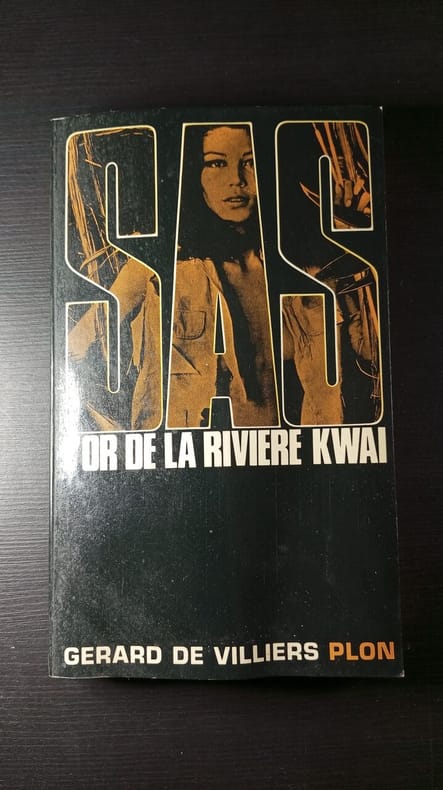 SAS
L'OR DE LA RIVIERE KWAI
GERARD DE VILLIERS PLON